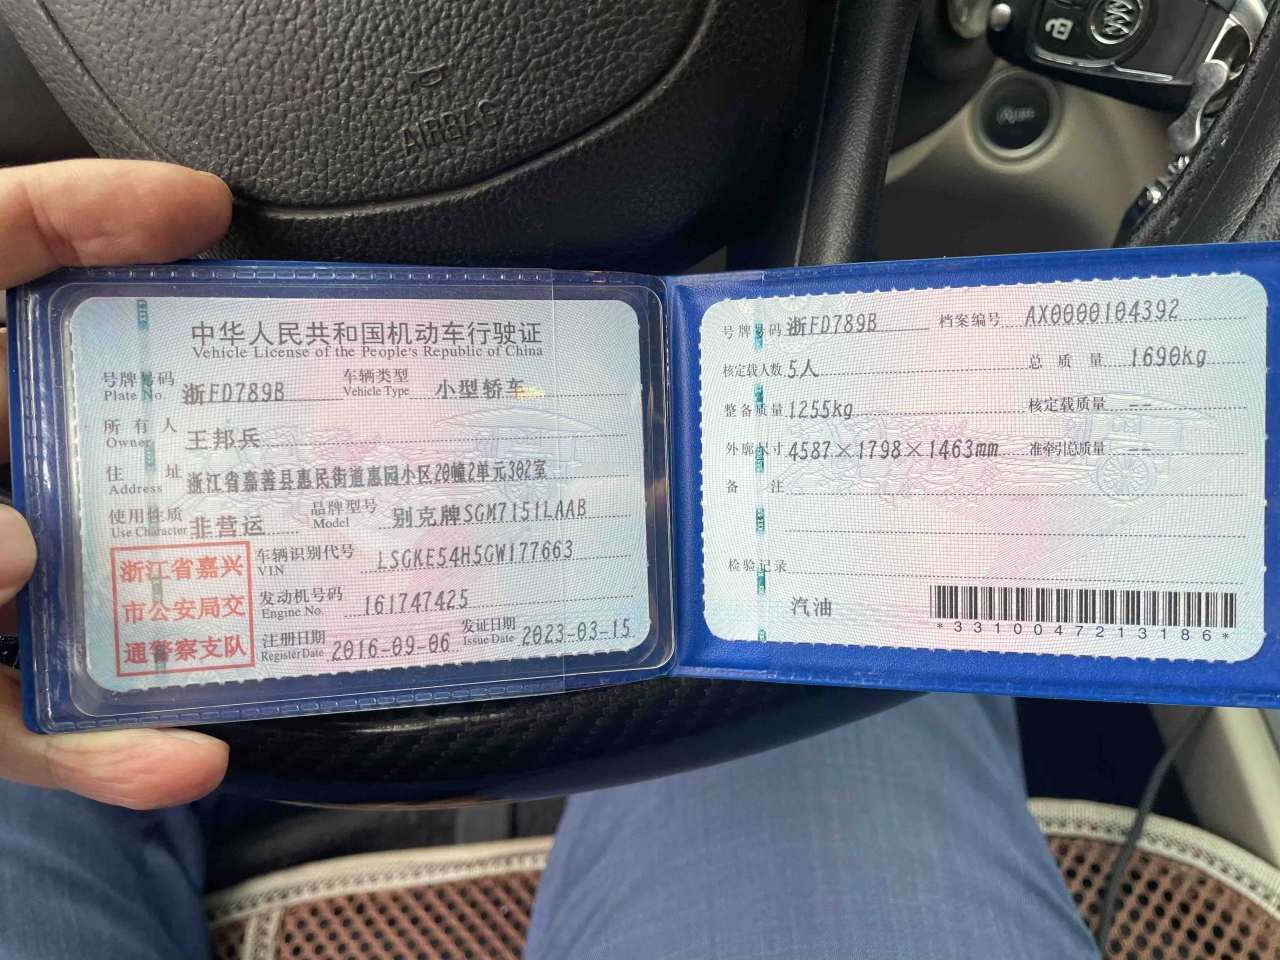 AIRBAG
中华人民共和国机动车行驶证
Vehicle License of the People's Republic of China
号牌号码 浙FD789B 车辆类型 小型轿车
Plate No. Vehicle Type
所有人 王邦兵
Owner
住址 浙江省嘉善县惠民街道惠园小区20幢2单元302室
Address
使用性质 非营运 品牌型号 别克牌SGM7151LAAB
Use Character Model
浙江省嘉兴
市公安局交
通警察支队
车辆识别代号 LSGKE54H5GW177663
VIN
发动机号码 161747425
Engine No.
注册日期 2016-09-06 发证日期 2023-03-15
Register Date Issue Date
号牌号码 浙FD789B 档案编号 AX0000104392
核定载人数 5人 总质量 1690kg
整备质量 1255kg 核定载质量 --
外廓尺寸 4587×1798×1463mm 准牵引总质量 --
备注
检验记录
汽油
*3310047213186*